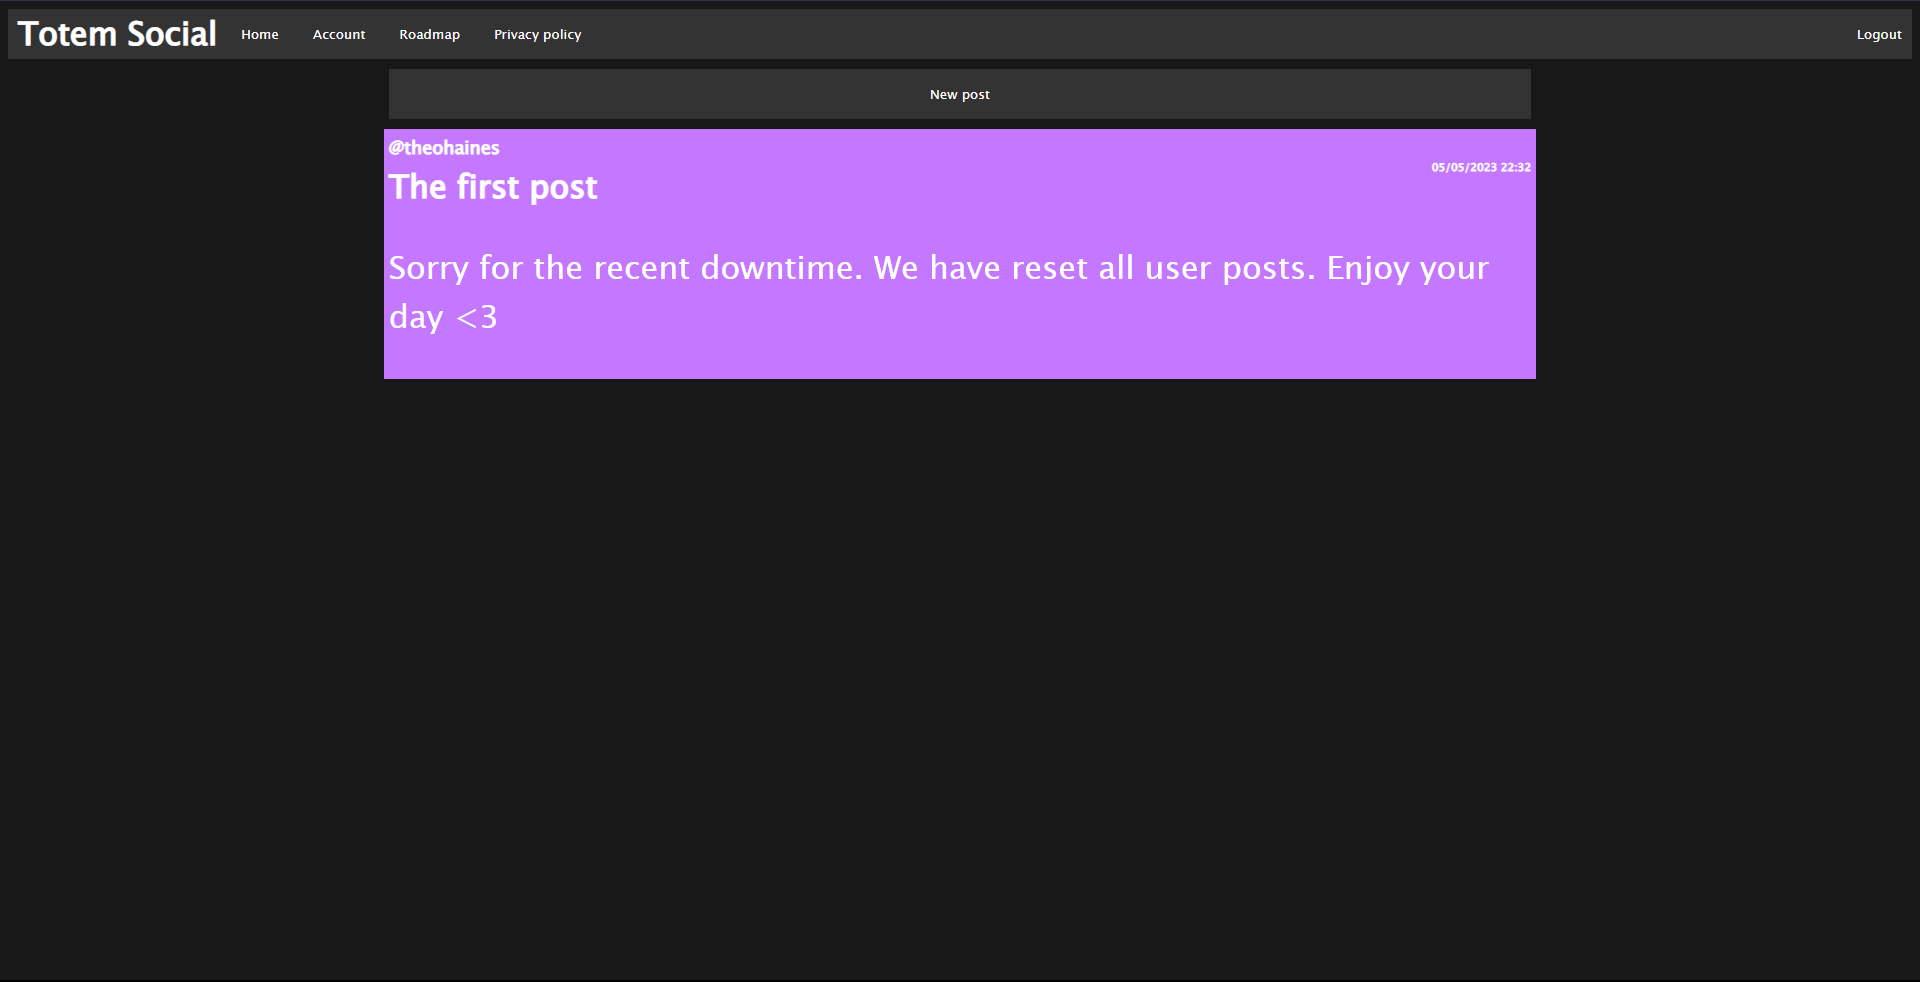 Totem Social Home Account Roadmap Privacy policy Logout
New post
@theohaines
05/05/2023 22:32
The first post
Sorry for the recent downtime. We have reset all user posts. Enjoy your
day <3